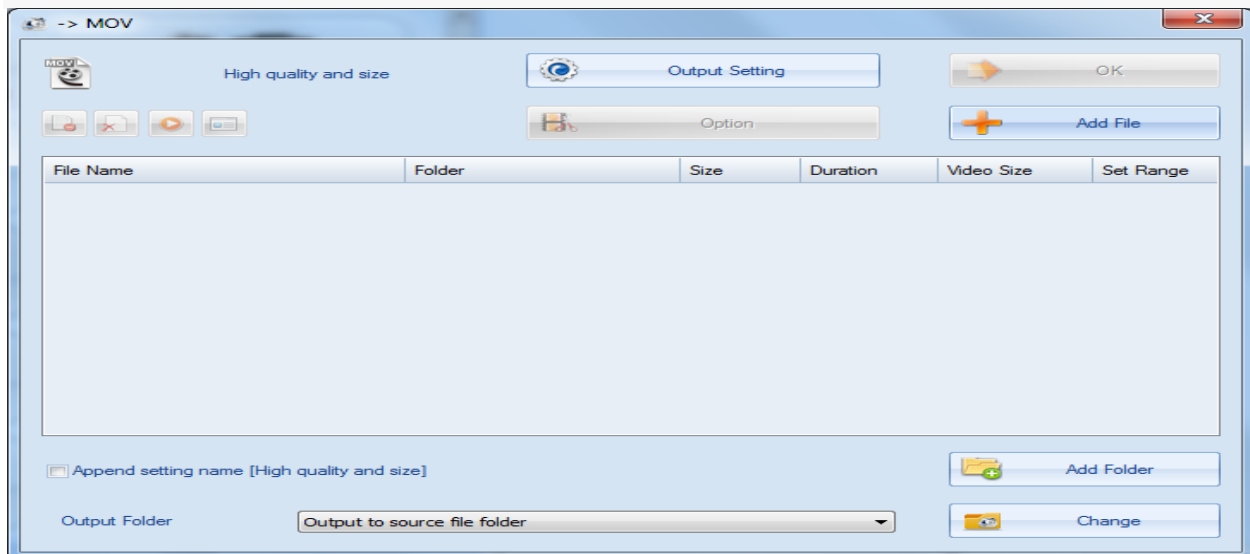 -> MOV
MOV
High quality and size
Output Setting
OK
Option
Add File
File Name Folder Size Duration Video Size Set Range
Append setting name [High quality and size]
Add Folder
Output Folder
Output to source file folder
Change